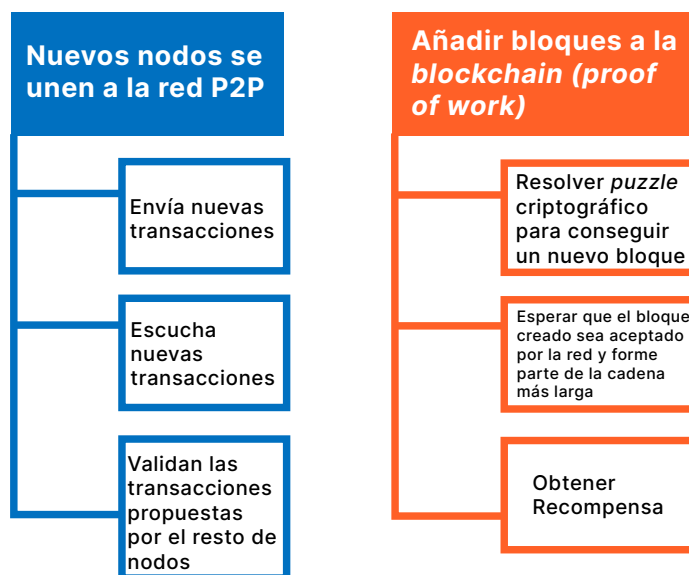 Nuevos nodos se
unen a la red P2P
Envía nuevas
transacciones
Escucha
nuevas
transacciones
Validan las
transacciones
propuestas
por el resto de
nodos
Añadir bloques a la
blockchain (proof
of work)
Resolver puzzle
criptográfico
para conseguir
un nuevo bloque
Esperar que el bloque
creado sea aceptado
por la red y forme
parte de la cadena
más larga
Obtener
Recompensa